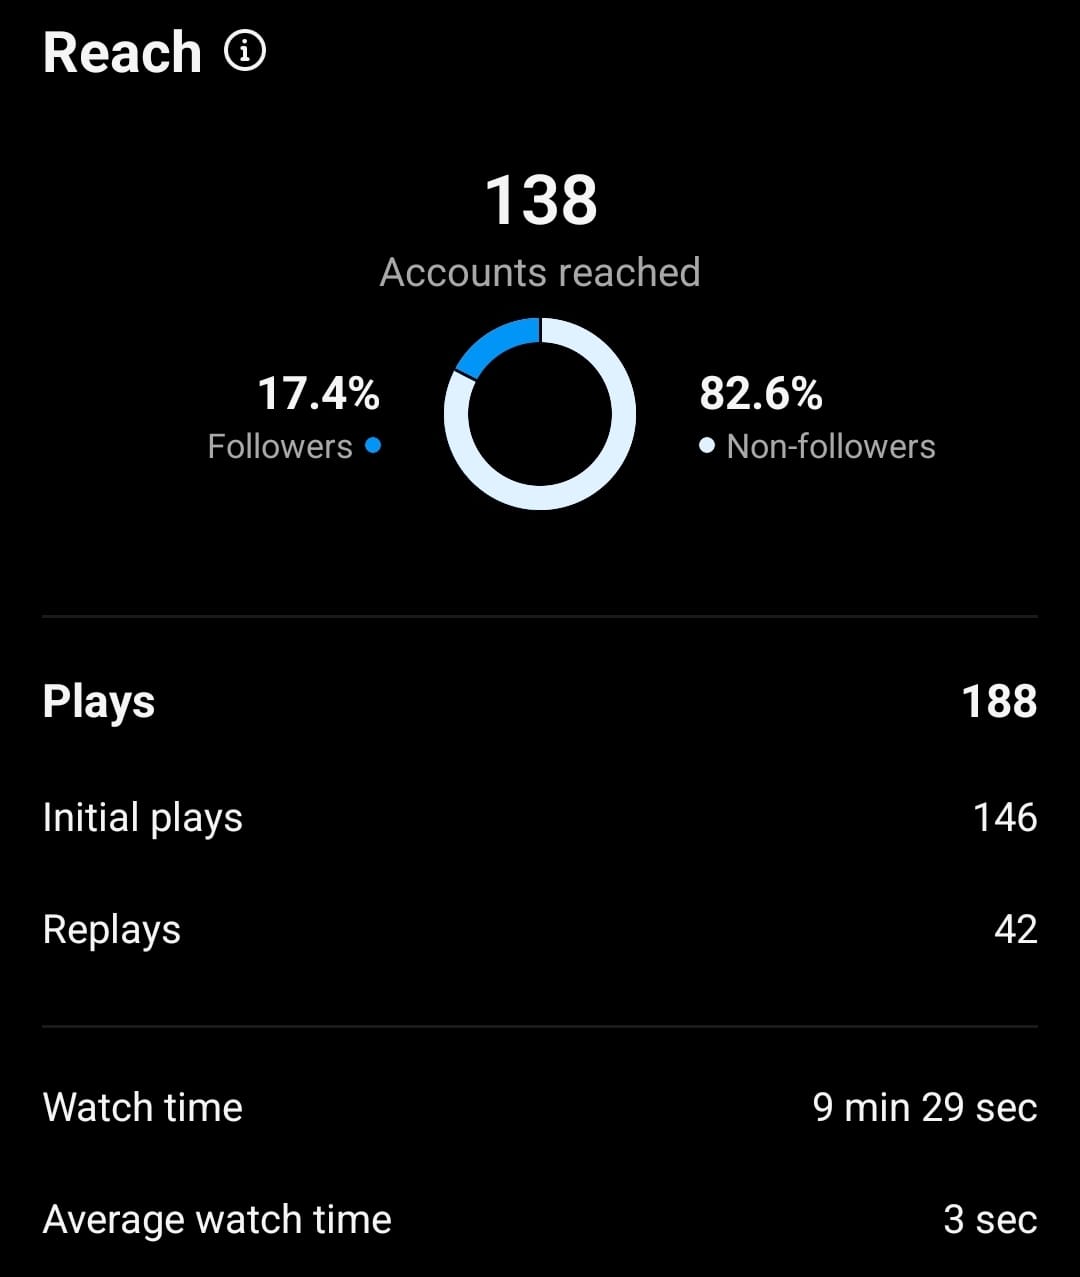 Reach
138
Accounts reached
17.4%
Followers
82.6%
Non-followers
Plays 188
Initial plays 146
Replays 42
Watch time 9 min 29 sec
Average watch time 3 sec